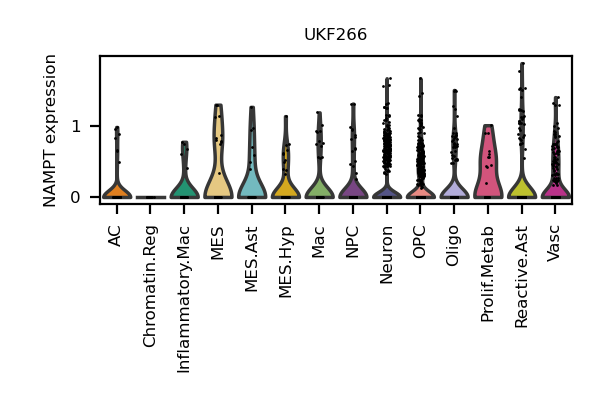 UKF266
NAMPT expression
1
0
AC
Chromatin.Reg
Inflammatory.Mac
MES
MES.Ast
MES.Hyp
Mac
NPC
Neuron
OPC
Oligo
Prolif.Metab
Reactive.Ast
Vasc